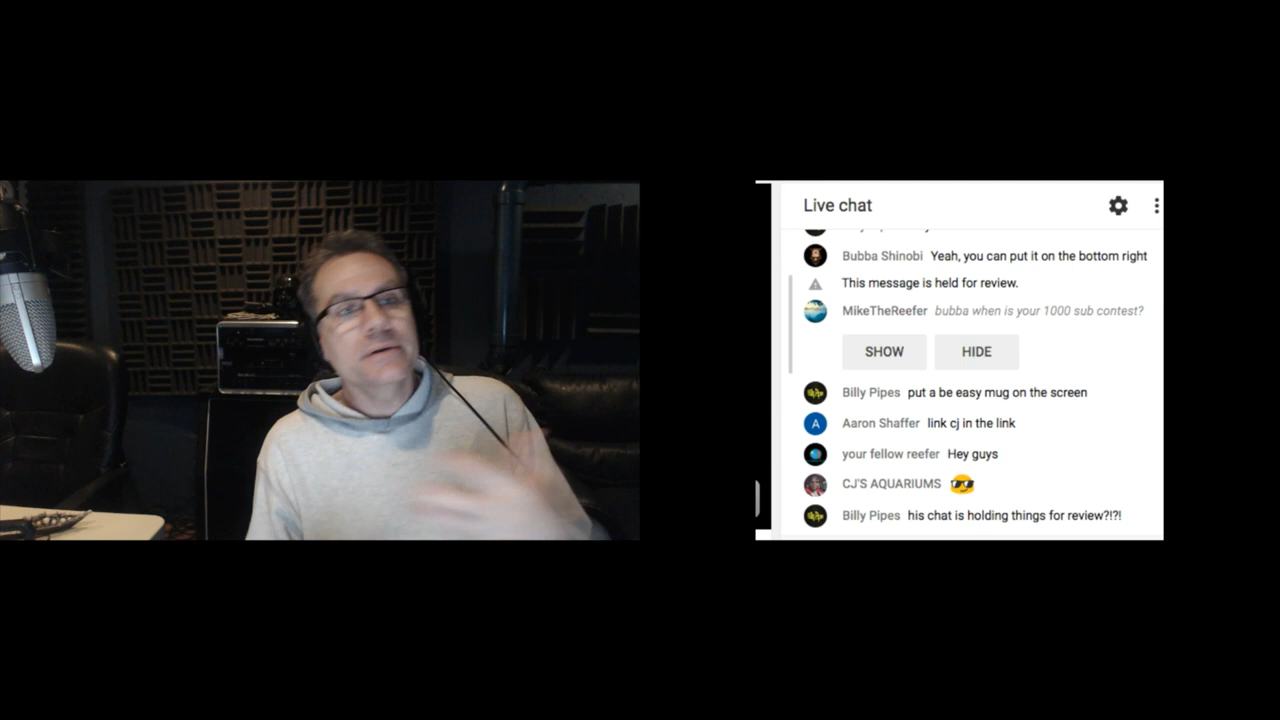 Live chat
Bubba Shinobi Yeah, you can put it on the bottom right
This message is held for review.
MikeTheReefer bubba when is your 1000 sub contest?
SHOW HIDE
Billy Pipes put a be easy mug on the screen
A Aaron Shaffer link cj in the link
your fellow reefer Hey guys
CJ'S AQUARIUMS
Billy Pipes his chat is holding things for review?!?!